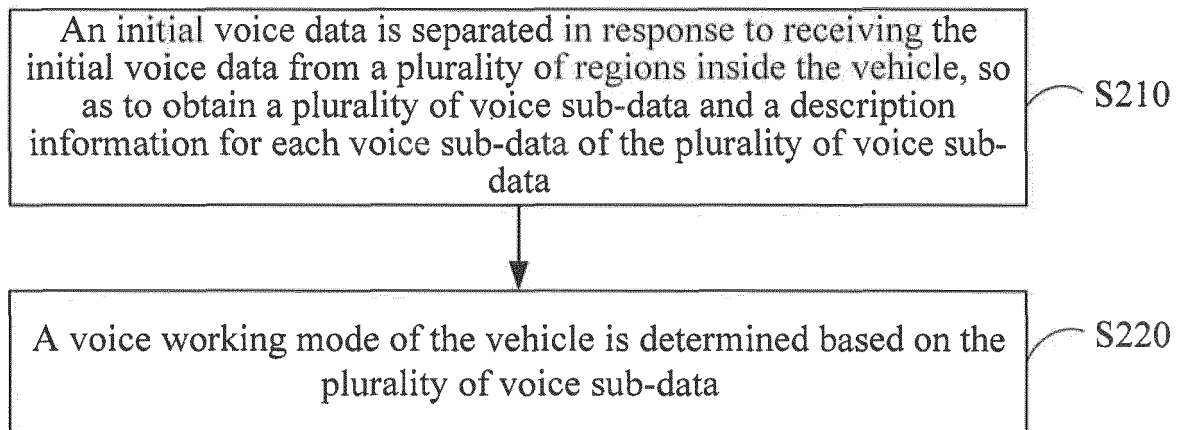 An initial voice data is separated in response to receiving the
initial voice data from a plurality of regions inside the vehicle, so
as to obtain a plurality of voice sub-data and a description
information for each voice sub-data of the plurality of voice sub-
data
S210
A voice working mode of the vehicle is determined based on the
plurality of voice sub-data
S220